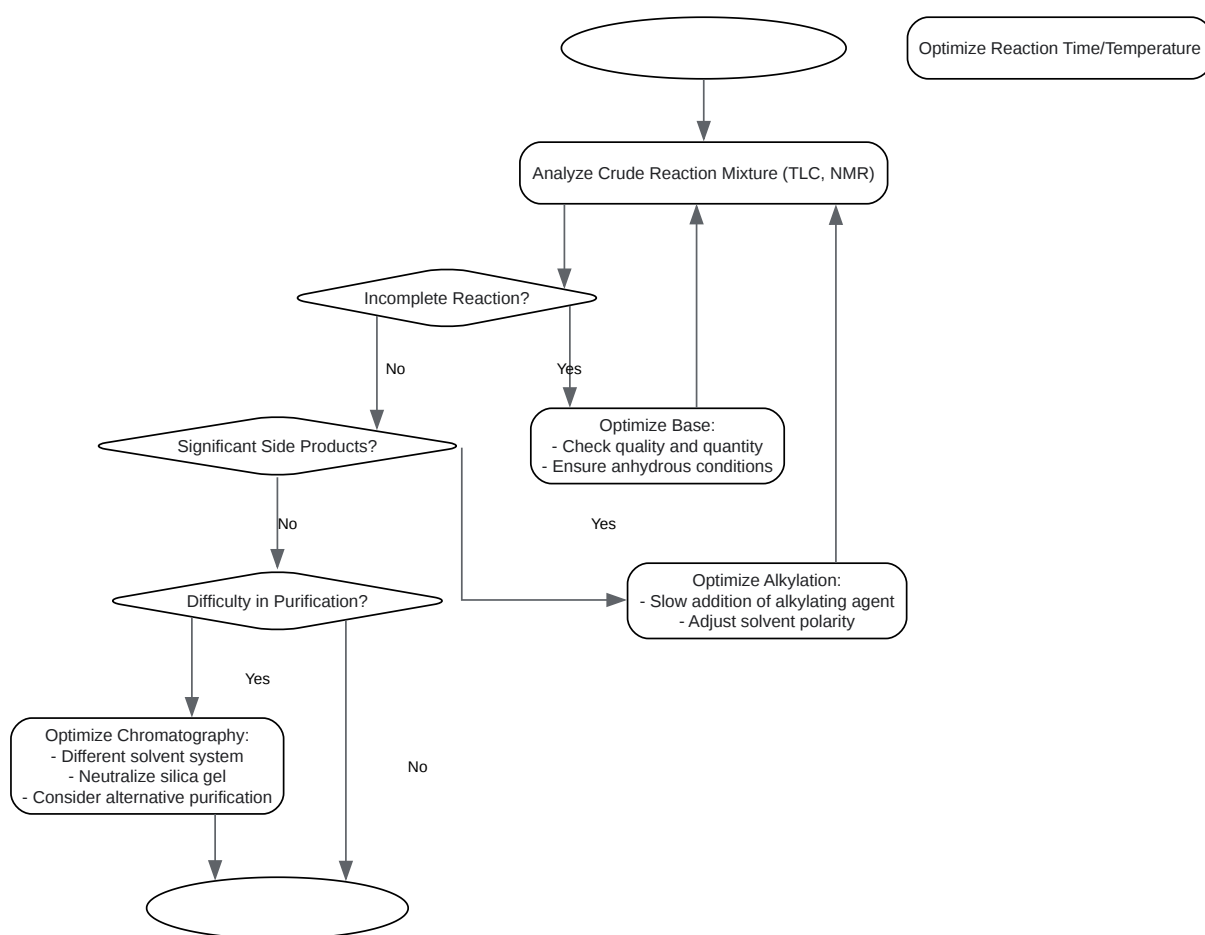 Optimize Reaction Time/Temperature
Analyze Crude Reaction Mixture (TLC, NMR)
Incomplete Reaction?
No
Yes
Optimize Base:
- Check quality and quantity
- Ensure anhydrous conditions
Significant Side Products?
No
Yes
Optimize Alkylation:
- Slow addition of alkylating agent
- Adjust solvent polarity
Difficulty in Purification?
Yes
Optimize Chromatography:
- Different solvent system
- Neutralize silica gel
- Consider alternative purification
No